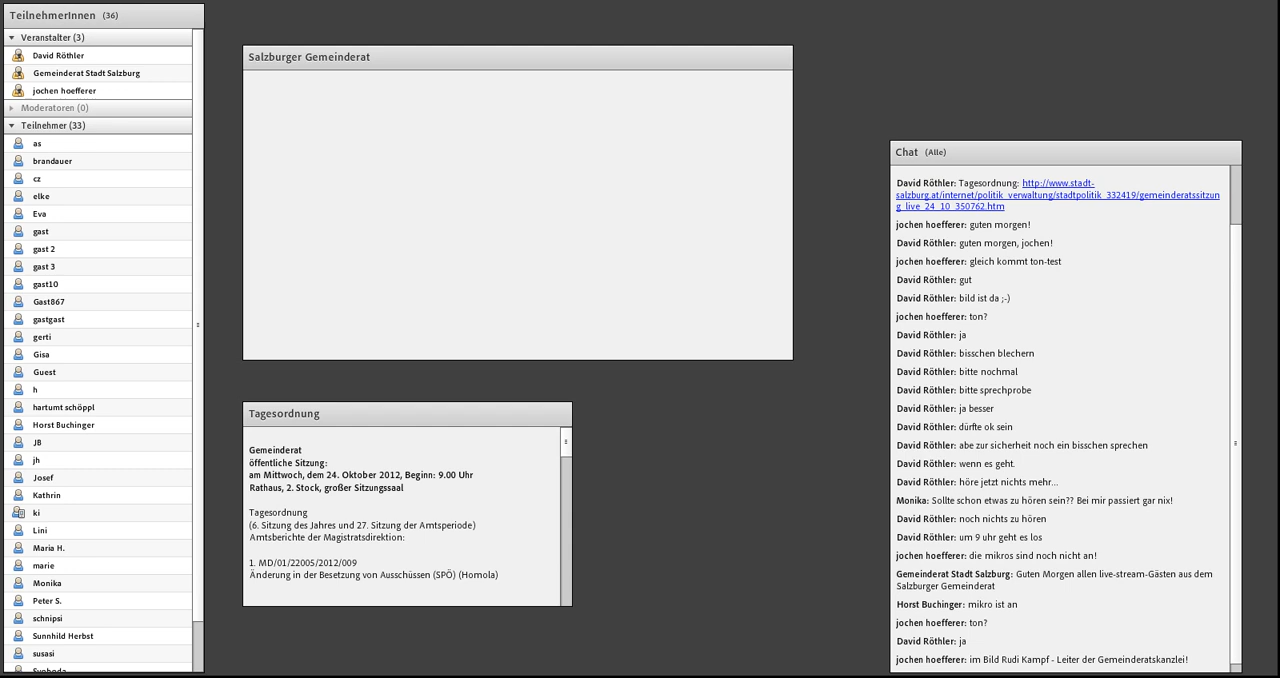 TeilnehmerInnen (36)
Veranstalter (3)
David Röthler
Gemeinderat Stadt Salzburg
jochen hoefferer
Moderatoren (0)
Teilnehmer (33)
as
brandauer
cz
elke
Eva
gast
gast 2
gast 3
gast10
Gast867
gastgast
gerti
Gisa
Guest
h
hartumt schöppl
Horst Buchinger
JB
jh
Josef
Kathrin
ki
Lini
Maria H.
marie
Monika
Peter S.
schnipsi
Sunnhild Herbst
susasi
Salzburger Gemeinderat
Tagesordnung
Gemeinderat
öffentliche Sitzung:
am Mittwoch, dem 24. Oktober 2012, Beginn: 9.00 Uhr
Rathaus, 2. Stock, großer Sitzungssaal
Tagesordnung
(6. Sitzung des Jahres und 27. Sitzung der Amtsperiode)
Amtsberichte der Magistratsdirektion:
1. MD/01/22005/2012/009
Änderung in der Besetzung von Ausschüssen (SPÖ) (Homola)
Chat (Alle)
David Röthler: Tagesordnung: http://www.stadt-
salzburg.at/internet/politik_verwaltung/stadtpolitik_332419/gemeinderatssitzun
g_live_24_10_350762.htm
jochen hoefferer: guten morgen!
David Röthler: guten morgen, jochen!
jochen hoefferer: gleich kommt ton-test
David Röthler: gut
David Röthler: bild ist da ;-)
jochen hoefferer: ton?
David Röthler: ja
David Röthler: bisschen blechern
David Röthler: bitte nochmal
David Röthler: bitte sprechprobe
David Röthler: ja besser
David Röthler: dürfte ok sein
David Röthler: abe zur sicherheit noch ein bisschen sprechen
David Röthler: wenn es geht.
David Röthler: höre jetzt nichts mehr...
Monika: Sollte schon etwas zu hören sein?? Bei mir passiert gar nix!
David Röthler: noch nichts zu hören
David Röthler: um 9 uhr geht es los
jochen hoefferer: die mikros sind noch nicht an!
Gemeinderat Stadt Salzburg: Guten Morgen allen live-stream-Gästen aus dem
Salzburger Gemeinderat
Horst Buchinger: mikro ist an
jochen hoefferer: ton?
David Röthler: ja
jochen hoefferer: im Bild Rudi Kampf - Leiter der Gemeinderatskanzlei!